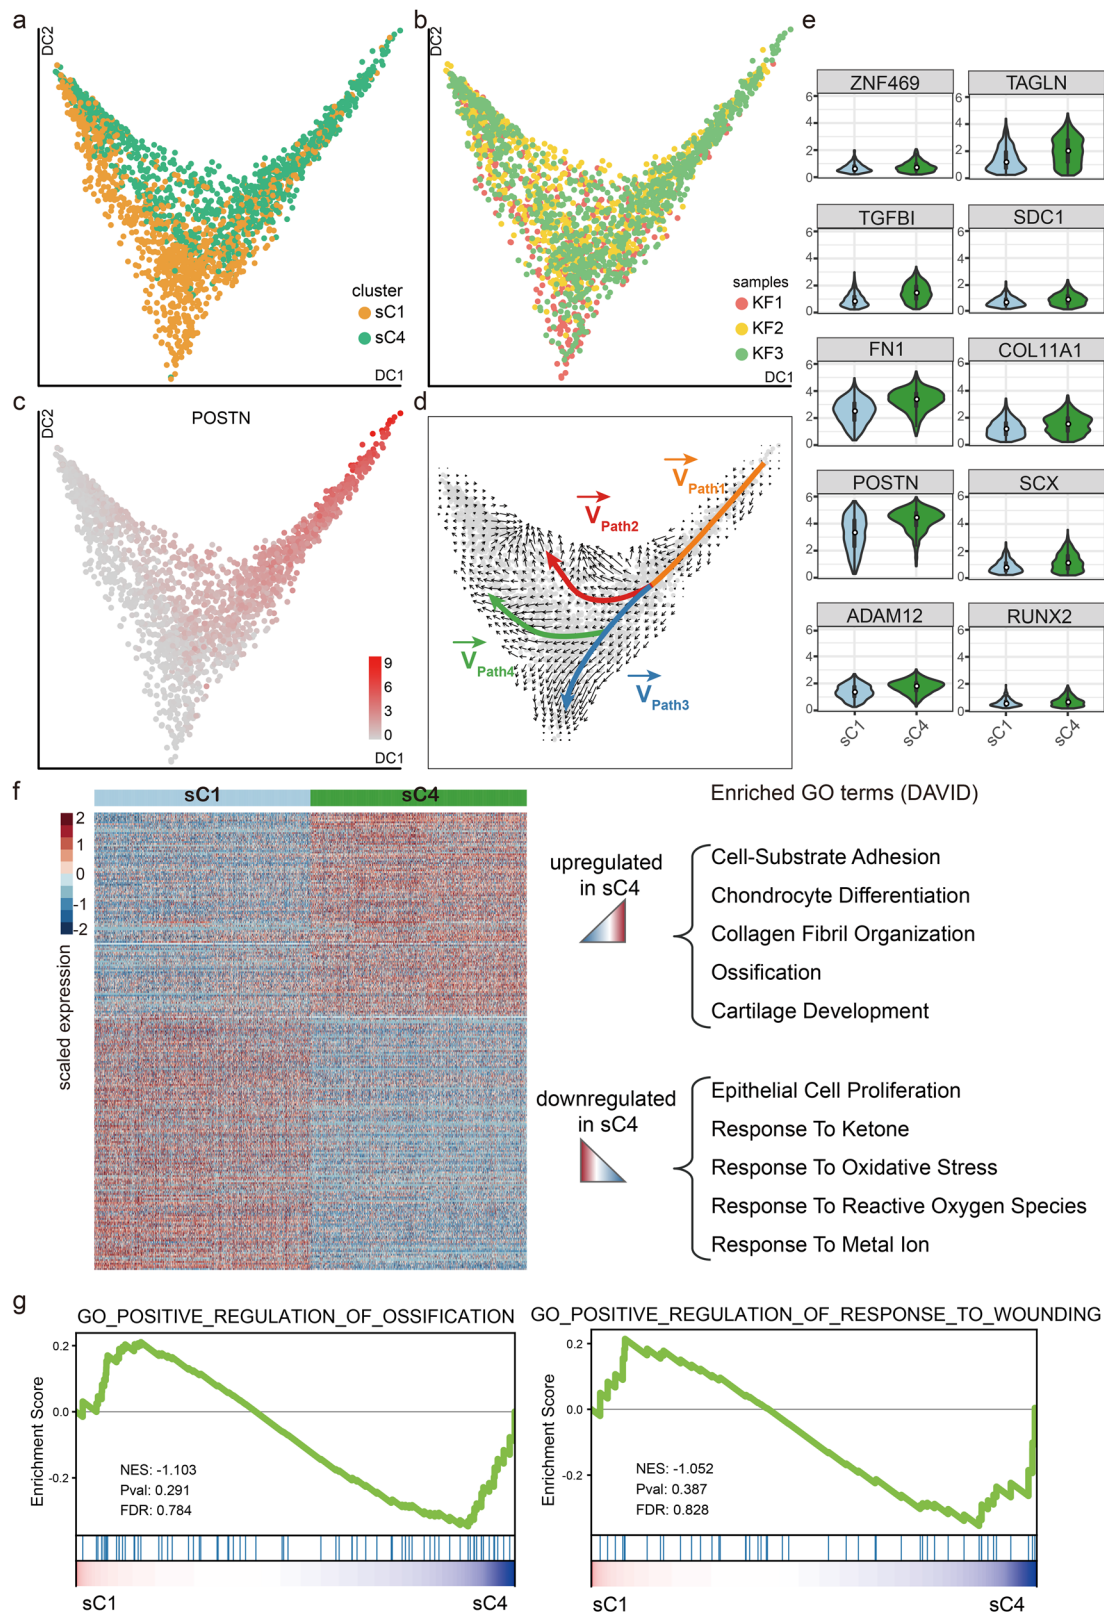 a
DC2
cluster
sC1
sC4
DC1
b
DC2
samples
KF1
KF2
KF3
DC1
c
DC2
POSTN
9
6
3
0
DC1
d
V Path1
V Path2
V Path3
V Path4
e
ZNF469
TAGLN
6
4
2
0
6
4
2
0
TGFBI
SDC1
6
4
2
0
6
4
2
0
FN1
COL11A1
6
4
2
0
6
4
2
0
POSTN
SCX
6
4
2
0
6
4
2
0
ADAM12
RUNX2
6
4
2
0
6
4
2
0
sC1
sC4
sC1
sC4
f
sC1
sC4
2
1
0
-1
-2
scaled expression
Enriched GO terms (DAVID)
upregulated
in sC4
Cell-Substrate Adhesion
Chondrocyte Differentiation
Collagen Fibril Organization
Ossification
Cartilage Development
downregulated
in sC4
Epithelial Cell Proliferation
Response To Ketone
Response To Oxidative Stress
Response To Reactive Oxygen Species
Response To Metal Ion
g
GO_POSITIVE_REGULATION_OF_OSSIFICATION
0.2
0.0
-0.2
Enrichment Score
NES: -1.103
Pval: 0.291
FDR: 0.784
sC1
sC4
GO_POSITIVE_REGULATION_OF_RESPONSE_TO_WOUNDING
0.2
0.0
-0.2
Enrichment Score
NES: -1.052
Pval: 0.387
FDR: 0.828
sC1
sC4